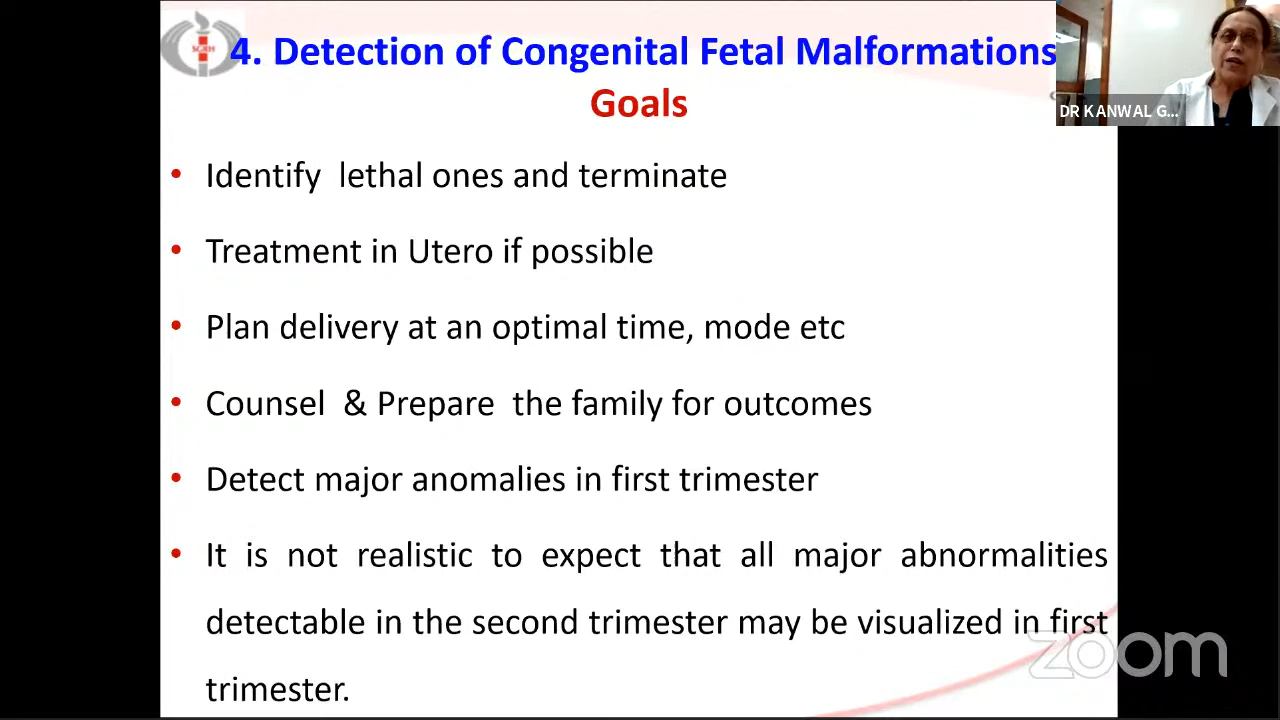 SGRH
4. Detection of Congenital Fetal Malformations
Goals
DR KANWAL G...
• Identify lethal ones and terminate
• Treatment in Utero if possible
• Plan delivery at an optimal time, mode etc
• Counsel & Prepare the family for outcomes
• Detect major anomalies in first trimester
• It is not realistic to expect that all major abnormalities
detectable in the second trimester may be visualized in first
trimester.
zoom